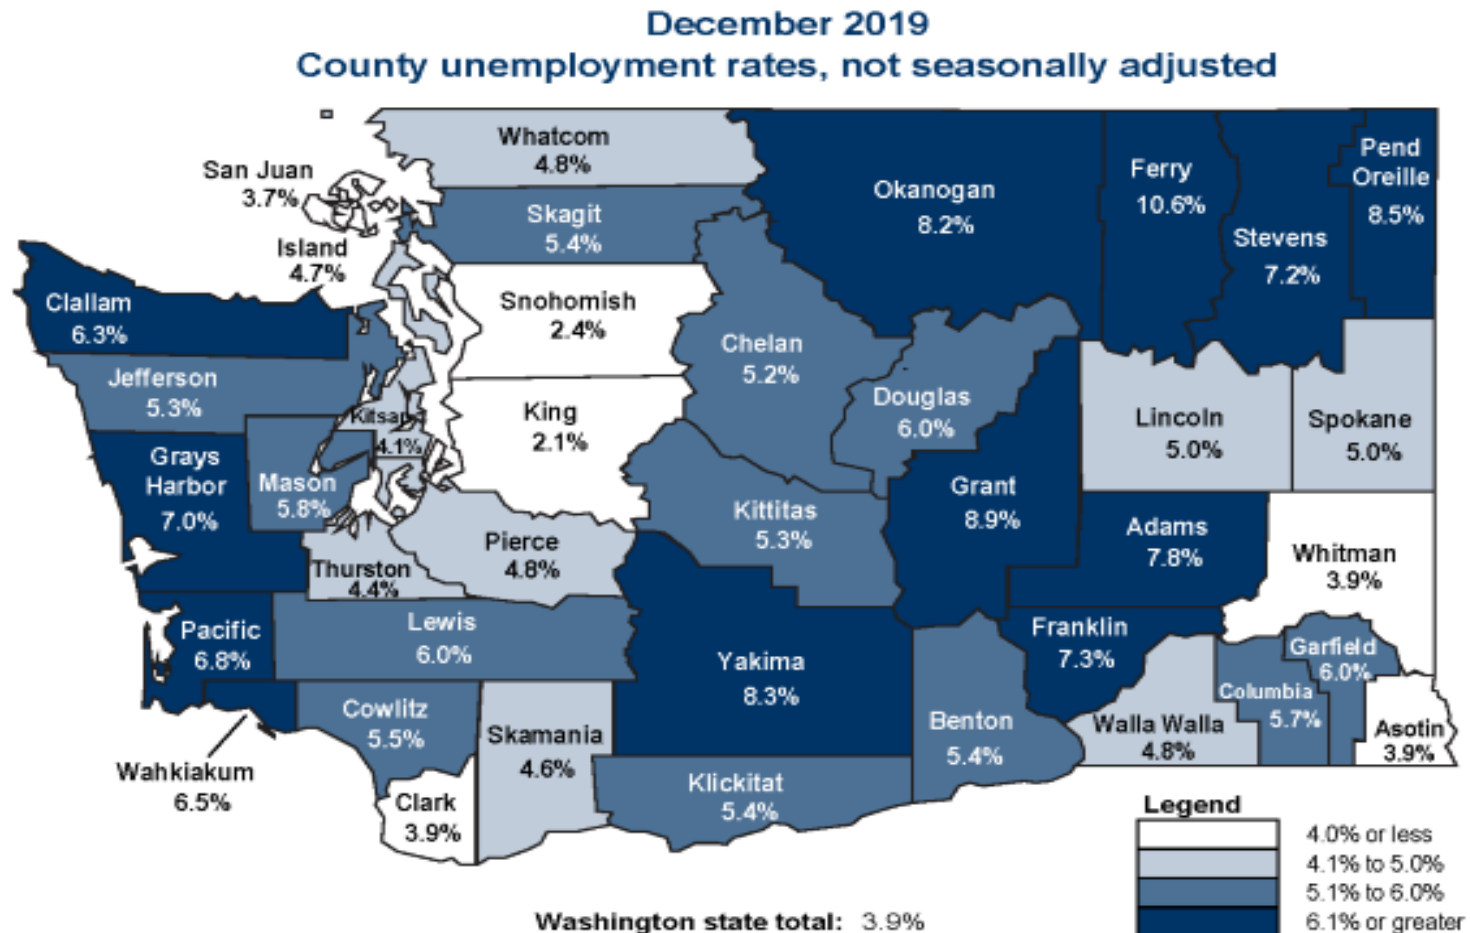 December 2019
County unemployment rates, not seasonally adjusted
Whatcom
4.8%
San Juan
3.7%
Skagit
5.4%
Island
4.7%
Okanogan
8.2%
Ferry
10.6%
Stevens
7.2%
Pend
Oreille
8.5%
Clallam
6.3%
Snohomish
2.4%
Chelan
5.2%
Jefferson
5.3%
Douglas
6.0%
Kitsap
4.1%
King
2.1%
Lincoln
5.0%
Spokane
5.0%
Grays
Harbor
7.0%
Mason
5.8%
Kittitas
5.3%
Grant
8.9%
Adams
7.8%
Whitman
3.9%
Thurston
4.4%
Pierce
4.8%
Pacific
6.8%
Lewis
6.0%
Yakima
8.3%
Franklin
7.3%
Garfield
6.0%
Columbia
5.7%
Cowlitz
5.5%
Skamania
4.6%
Benton
5.4%
Walla Walla
4.8%
Asotin
3.9%
Wahkiakum
6.5%
Clark
3.9%
Klickitat
5.4%
Legend
4.0% or less
4.1% to 5.0%
5.1% to 6.0%
6.1% or greater
Washington state total: 3.9%